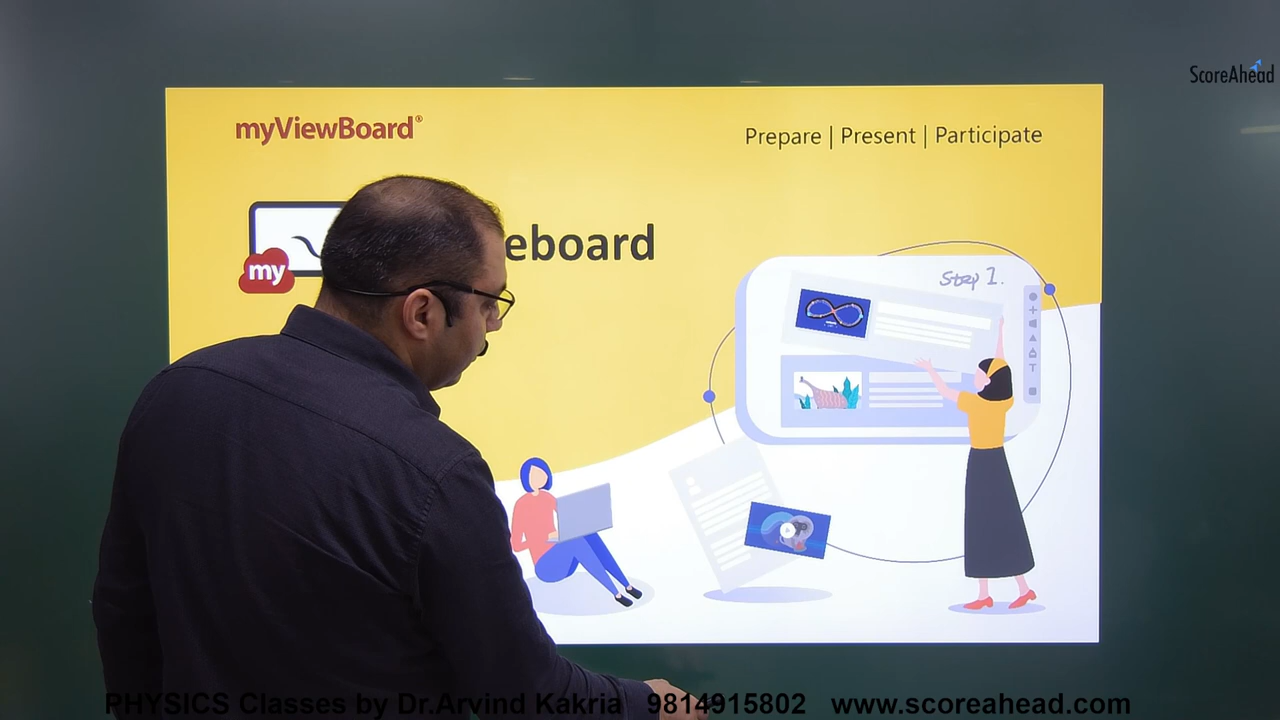 ScoreAhead
myViewBoard®
Prepare | Present | Participate
my
eboard
Step 1.
PHYSICS Classes by Dr.Arvind Kakria 9814915802 www.scoreahead.com